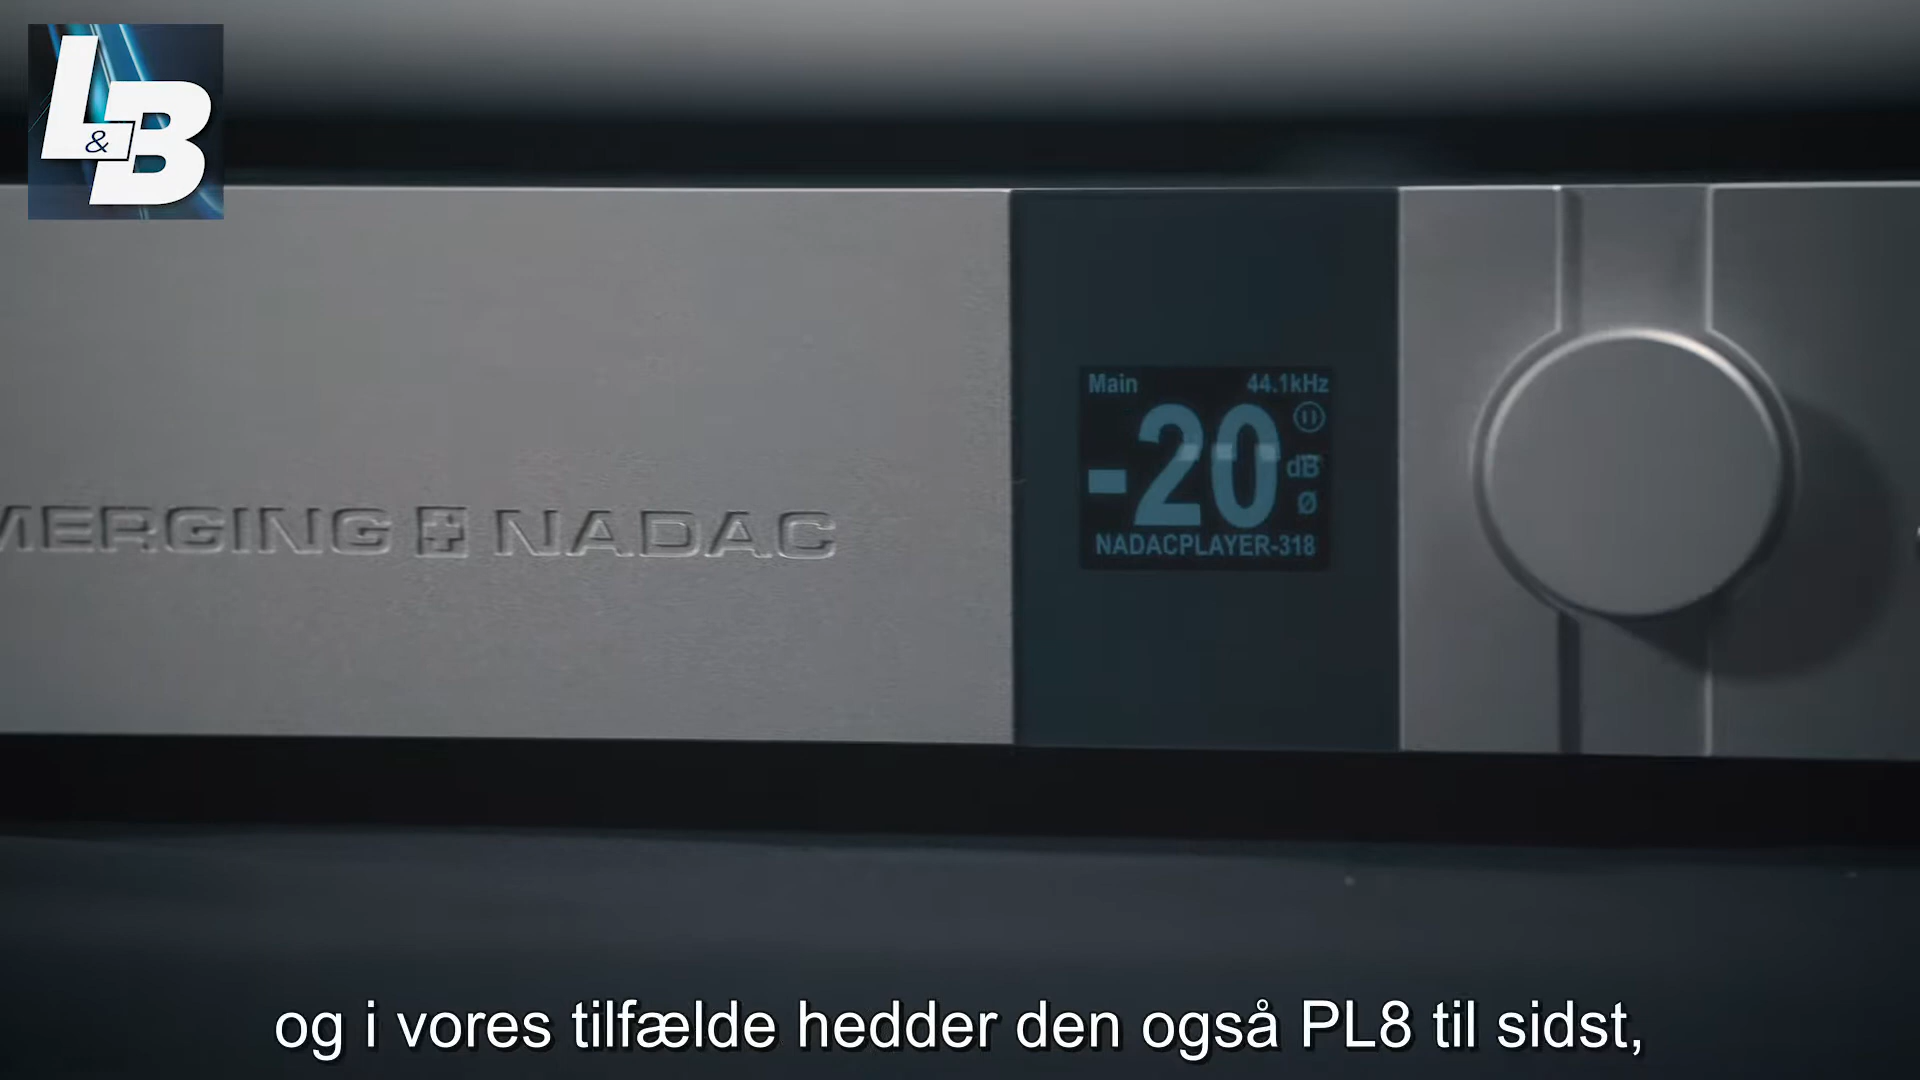 L&B
MERGING NADAC
Main 44.1kHz
-20
dB
Ø
NADACPLAYER-318
og i vores tilfælde hedder den også PL8 til sidst,